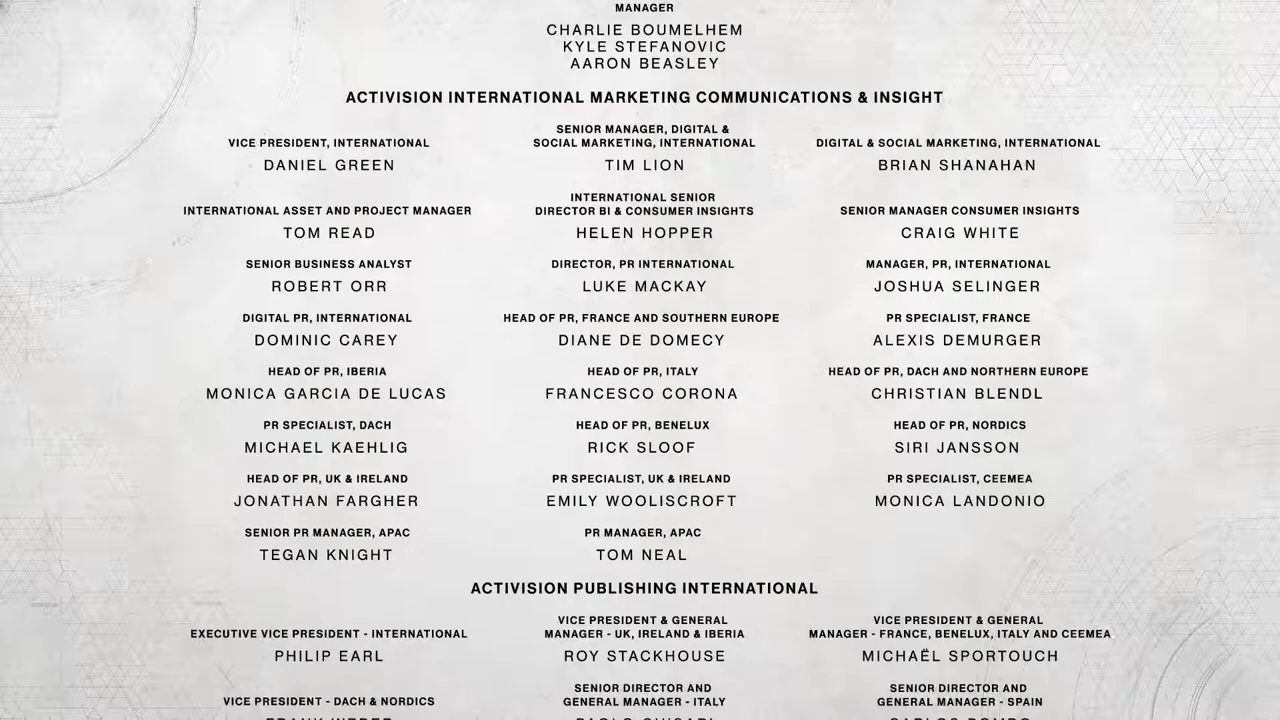 MANAGER
CHARLIE BOUMELHEM
KYLE STEFANOVIC
AARON BEASLEY
ACTIVISION INTERNATIONAL MARKETING COMMUNICATIONS & INSIGHT
VICE PRESIDENT, INTERNATIONAL
DANIEL GREEN
SENIOR MANAGER, DIGITAL &
SOCIAL MARKETING, INTERNATIONAL
TIM LION
DIGITAL & SOCIAL MARKETING, INTERNATIONAL
BRIAN SHANAHAN
INTERNATIONAL ASSET AND PROJECT MANAGER
TOM READ
INTERNATIONAL SENIOR
DIRECTOR BI & CONSUMER INSIGHTS
HELEN HOPPER
SENIOR MANAGER CONSUMER INSIGHTS
CRAIG WHITE
SENIOR BUSINESS ANALYST
ROBERT ORR
DIRECTOR, PR INTERNATIONAL
LUKE MACKAY
MANAGER, PR, INTERNATIONAL
JOSHUA SELINGER
DIGITAL PR, INTERNATIONAL
DOMINIC CAREY
HEAD OF PR, FRANCE AND SOUTHERN EUROPE
DIANE DE DOMECY
PR SPECIALIST, FRANCE
ALEXIS DEMURGER
HEAD OF PR, IBERIA
MONICA GARCIA DE LUCAS
HEAD OF PR, ITALY
FRANCESCO CORONA
HEAD OF PR, DACH AND NORTHERN EUROPE
CHRISTIAN BLENDL
PR SPECIALIST, DACH
MICHAEL KAEHLIG
HEAD OF PR, BENELUX
RICK SLOOF
HEAD OF PR, NORDICS
SIRI JANSSON
HEAD OF PR, UK & IRELAND
JONATHAN FARGHER
PR SPECIALIST, UK & IRELAND
EMILY WOOLISCROFT
PR SPECIALIST, CEEMEA
MONICA LANDONIO
SENIOR PR MANAGER, APAC
TEGAN KNIGHT
PR MANAGER, APAC
TOM NEAL
ACTIVISION PUBLISHING INTERNATIONAL
EXECUTIVE VICE PRESIDENT - INTERNATIONAL
PHILIP EARL
VICE PRESIDENT & GENERAL
MANAGER - UK, IRELAND & IBERIA
ROY STACKHOUSE
VICE PRESIDENT & GENERAL
MANAGER - FRANCE, BENELUX, ITALY AND CEEMEA
MICHAËL SPORTOUCH
VICE PRESIDENT - DACH & NORDICS
SENIOR DIRECTOR AND
GENERAL MANAGER - ITALY
SENIOR DIRECTOR AND
GENERAL MANAGER - SPAIN